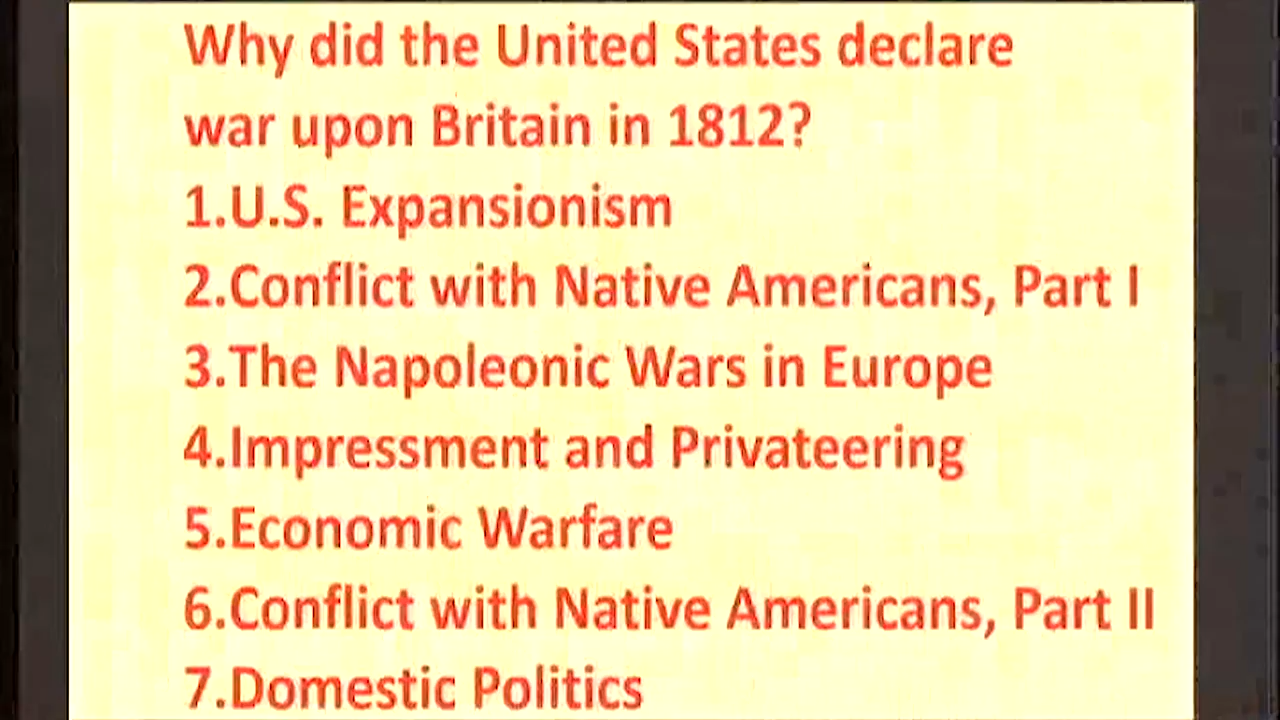 Why did the United States declare
war upon Britain in 1812?
1.U.S. Expansionism
2.Conflict with Native Americans, Part I
3.The Napoleonic Wars in Europe
4.Impressment and Privateering
5.Economic Warfare
6.Conflict with Native Americans, Part II
7.Domestic Politics